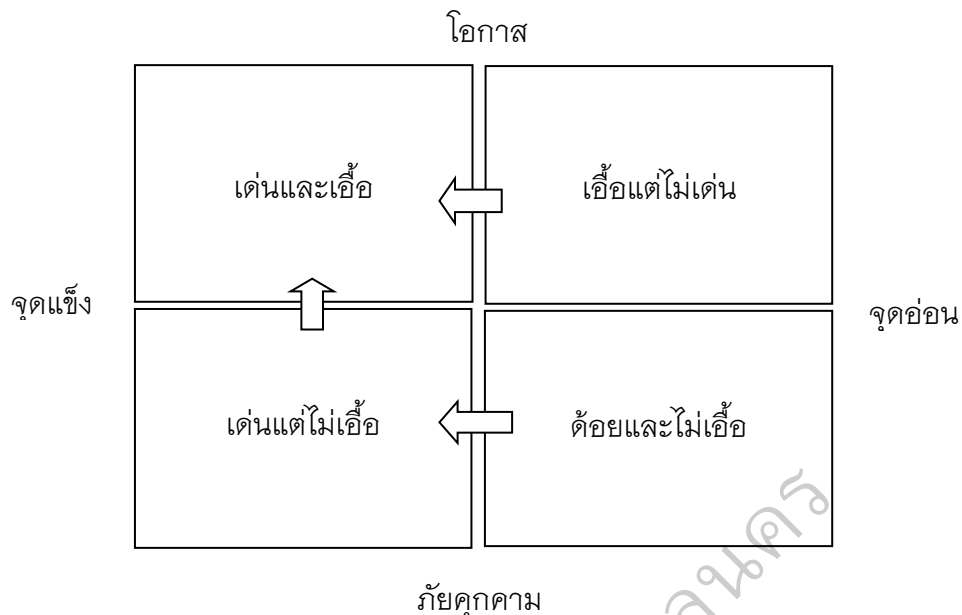 โอกาส
เด่นและเอื้อ
เอื้อแต่ไม่เด่น
จุดแข็ง
จุดอ่อน
เด่นแต่ไม่เอื้อ
ด้อยและไม่เอื้อ
ภัยคุกคาม